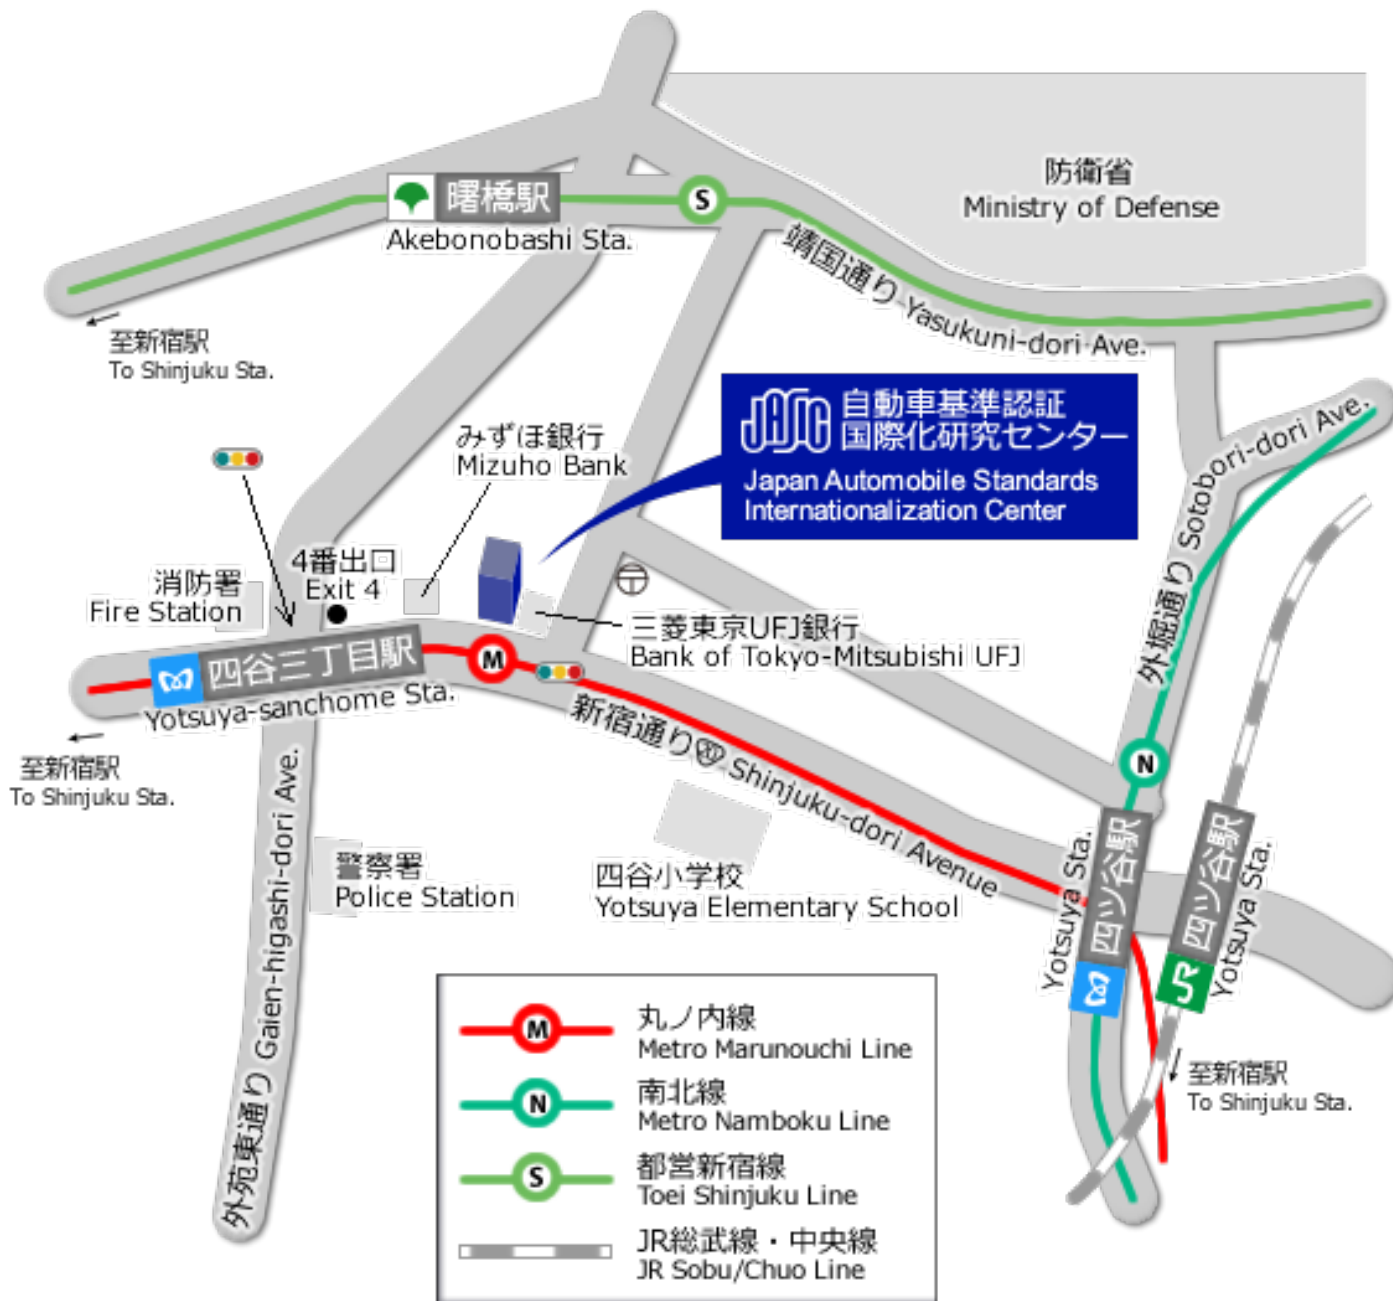 防衛省
Ministry of Defense
曙橋駅
Akebonobashi Sta.
S
靖国通り Yasukuni-dori Ave.
至新宿駅
To Shinjuku Sta.
JASIC
自動車基準認証
国際化研究センター
Japan Automobile Standards
Internationalization Center
外堀通り Sotobori-dori Ave.
みずほ銀行
Mizuho Bank
4番出口
Exit 4
消防署
Fire Station
三菱東京UFJ銀行
Bank of Tokyo-Mitsubishi UFJ
四谷三丁目駅
Yotsuya-sanchome Sta.
M
新宿通り 20 Shinjuku-dori Avenue
至新宿駅
To Shinjuku Sta.
N
四ツ谷駅
Yotsuya Sta.
四ツ谷駅
Yotsuya Sta.
JR
警察署
Police Station
四谷小学校
Yotsuya Elementary School
外苑東通り Gaien-higashi-dori Ave.
至新宿駅
To Shinjuku Sta.
M
丸ノ内線
Metro Marunouchi Line
N
南北線
Metro Namboku Line
S
都営新宿線
Toei Shinjuku Line
JR総武線・中央線
JR Sobu/Chuo Line